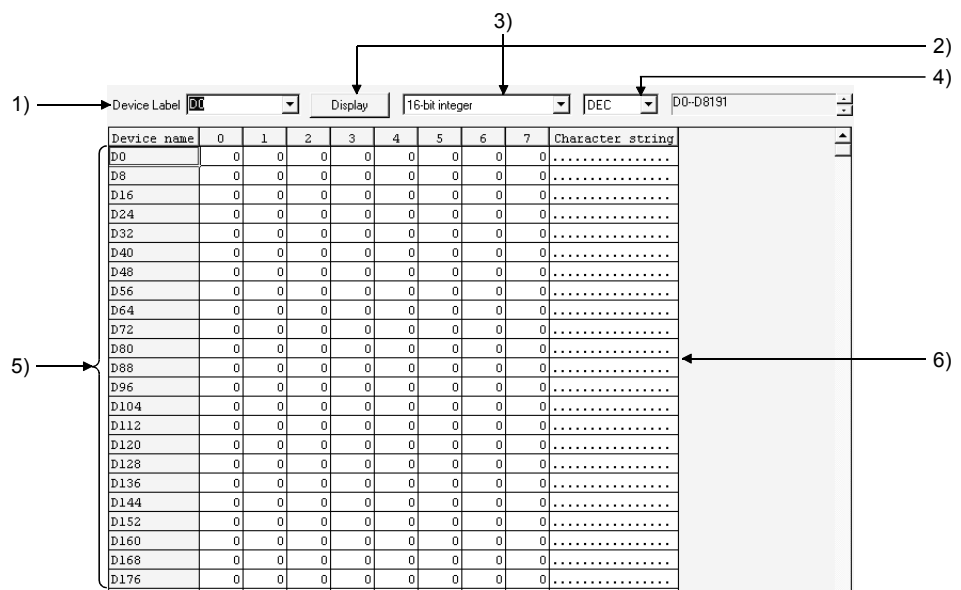 3)
2)
4)
1) Device Label D0 Display 16-bit integer DEC D0--D8191
Device name 0 1 2 3 4 5 6 7 Character string
D0 0 0 0 0 0 0 0 0 ................
D8 0 0 0 0 0 0 0 0 ................
D16 0 0 0 0 0 0 0 0 ................
D24 0 0 0 0 0 0 0 0 ................
D32 0 0 0 0 0 0 0 0 ................
D40 0 0 0 0 0 0 0 0 ................
D48 0 0 0 0 0 0 0 0 ................
D56 0 0 0 0 0 0 0 0 ................
D64 0 0 0 0 0 0 0 0 ................
D72 0 0 0 0 0 0 0 0 ................
D80 0 0 0 0 0 0 0 0 ................
5) D88 0 0 0 0 0 0 0 0 ................ 6)
D96 0 0 0 0 0 0 0 0 ................
D104 0 0 0 0 0 0 0 0 ................
D112 0 0 0 0 0 0 0 0 ................
D120 0 0 0 0 0 0 0 0 ................
D128 0 0 0 0 0 0 0 0 ................
D136 0 0 0 0 0 0 0 0 ................
D144 0 0 0 0 0 0 0 0 ................
D152 0 0 0 0 0 0 0 0 ................
D160 0 0 0 0 0 0 0 0 ................
D168 0 0 0 0 0 0 0 0 ................
D176 0 0 0 0 0 0 0 0 ................